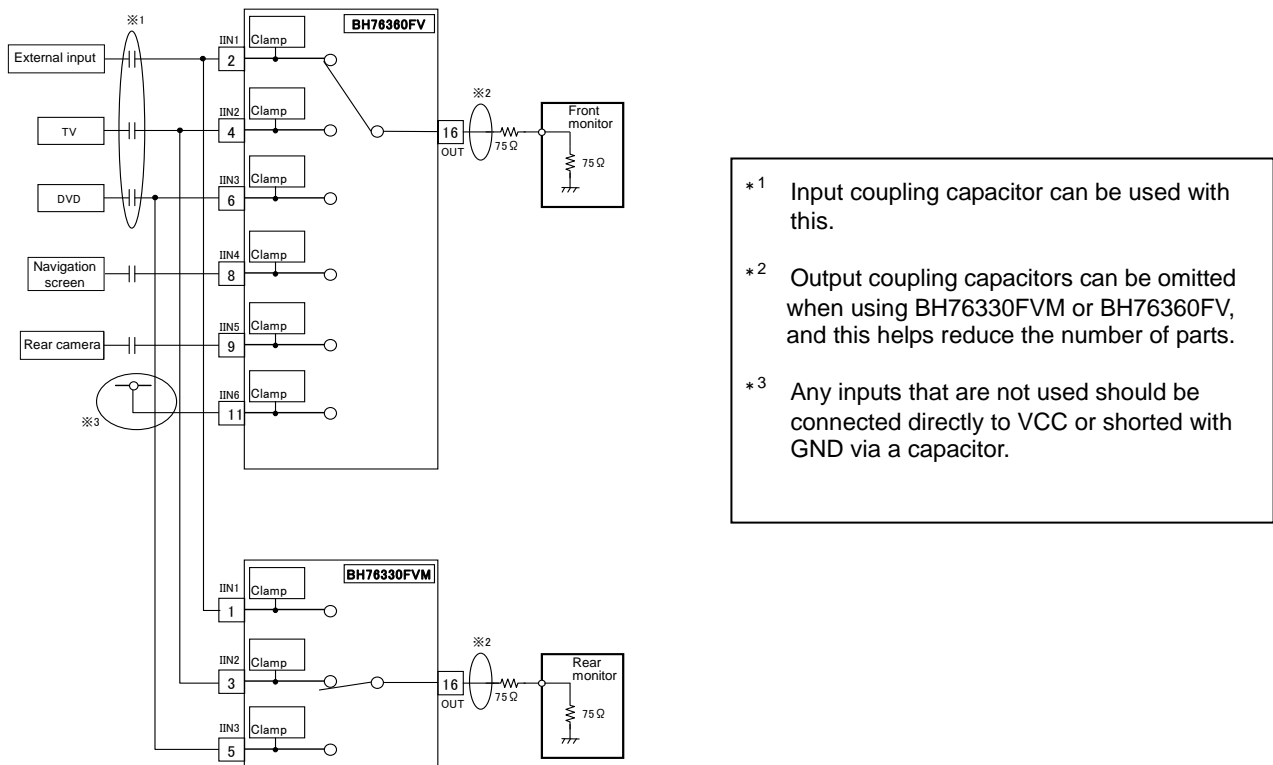 ※1
BH76360FV
External input
IIN1
2
Clamp
TV
IIN2
4
Clamp
DVD
IIN3
6
Clamp
Navigation
screen
IIN4
8
Clamp
Rear camera
IIN5
9
Clamp
※3
IIN6
11
Clamp
16
OUT
※2
75Ω
Front
monitor
75Ω
BH76330FVM
IIN1
1
Clamp
IIN2
3
Clamp
IIN3
5
Clamp
16
OUT
※2
75Ω
Rear
monitor
75Ω
*1 Input coupling capacitor can be used with
this.
*2 Output coupling capacitors can be omitted
when using BH76330FVM or BH76360FV,
and this helps reduce the number of parts.
*3 Any inputs that are not used should be
connected directly to VCC or shorted with
GND via a capacitor.